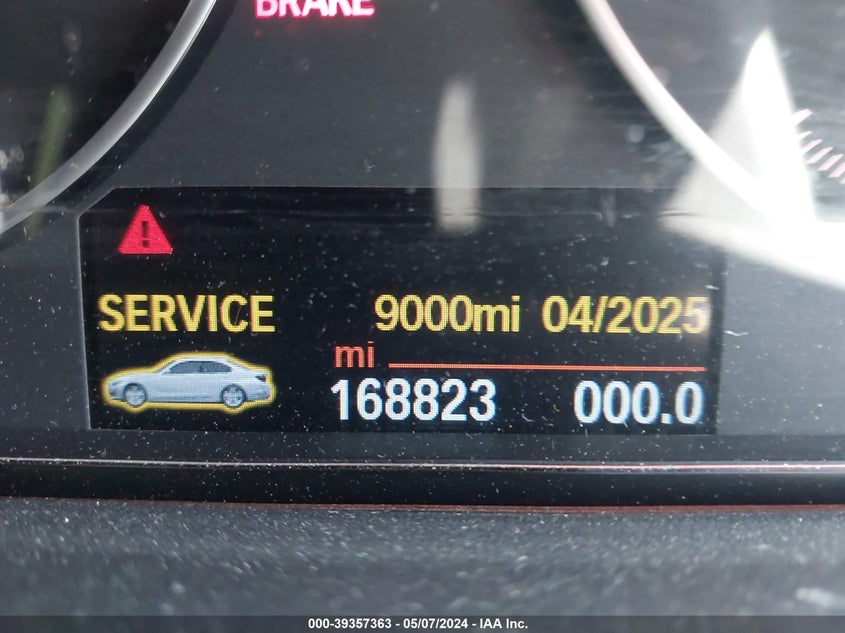 BRAKE
SERVICE 9000mi 04/2025
mi
168823 000.0
000-39357363 - 05/07/2024 - IAA Inc.